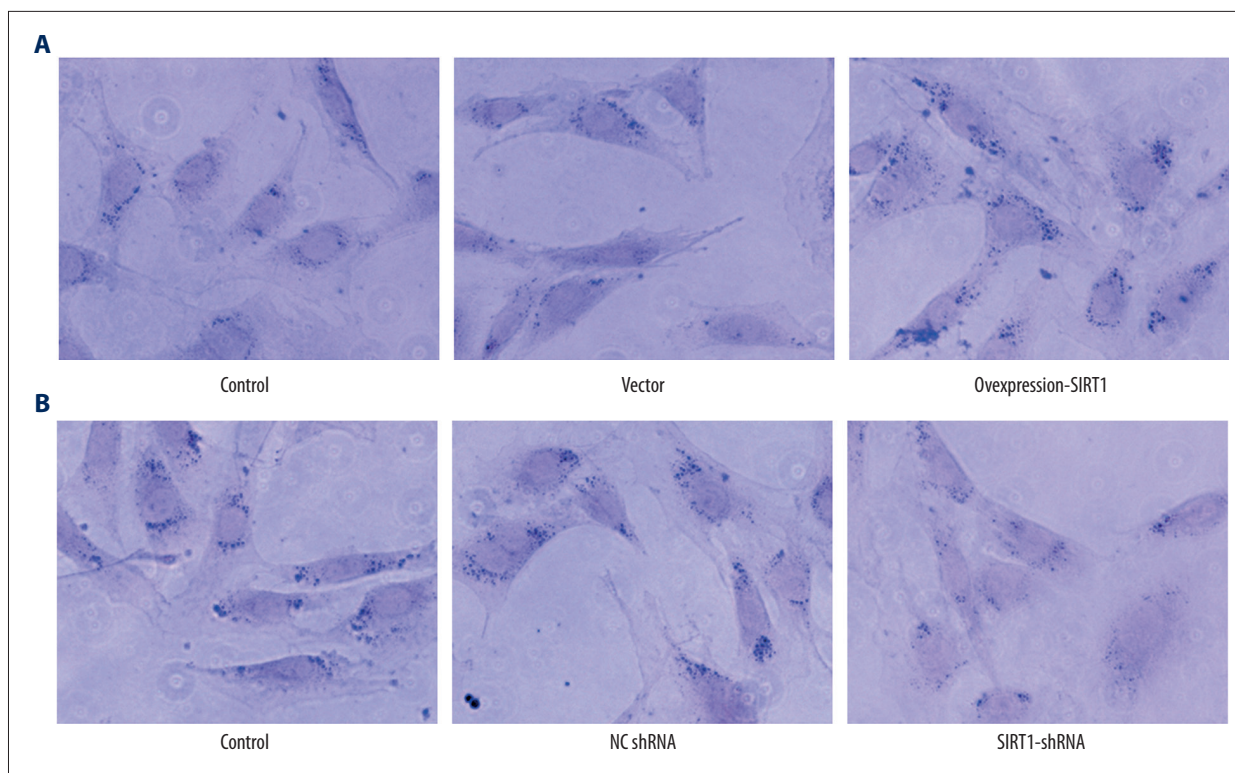 A
Control
Vector
Ovexpression-SIRT1
B
Control
NC shRNA
SIRT1-shRNA